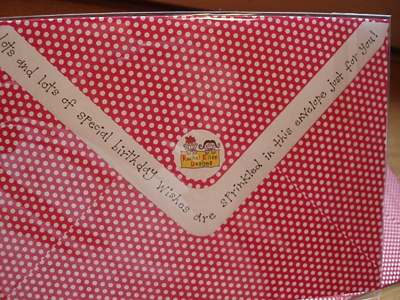 lots and lots of special birthday wishes are sprinkled in this envelope just for you!
Rachel Ellen
Designs